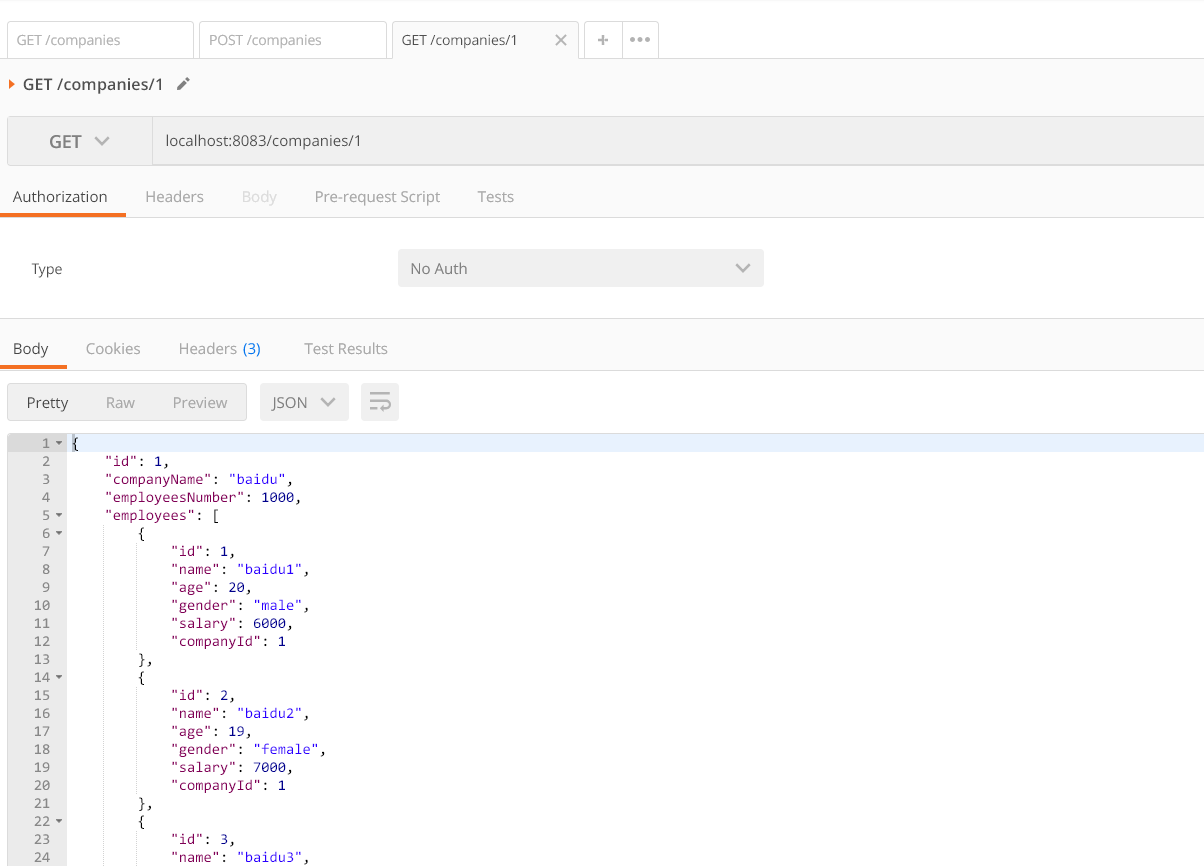 GET /companies POST /companies GET /companies/1
GET /companies/1
GET localhost:8083/companies/1
Authorization Headers Body Pre-request Script Tests
Type No Auth
Body Cookies Headers (3) Test Results
Pretty Raw Preview JSON
1 {
2 "id": 1,
3 "companyName": "baidu",
4 "employeesNumber": 1000,
5 "employees": [
6 {
7 "id": 1,
8 "name": "baidu1",
9 "age": 20,
10 "gender": "male",
11 "salary": 6000,
12 "companyId": 1
13 },
14 {
15 "id": 2,
16 "name": "baidu2",
17 "age": 19,
18 "gender": "female",
19 "salary": 7000,
20 "companyId": 1
21 },
22 {
23 "id": 3,
24 "name": "baidu3",